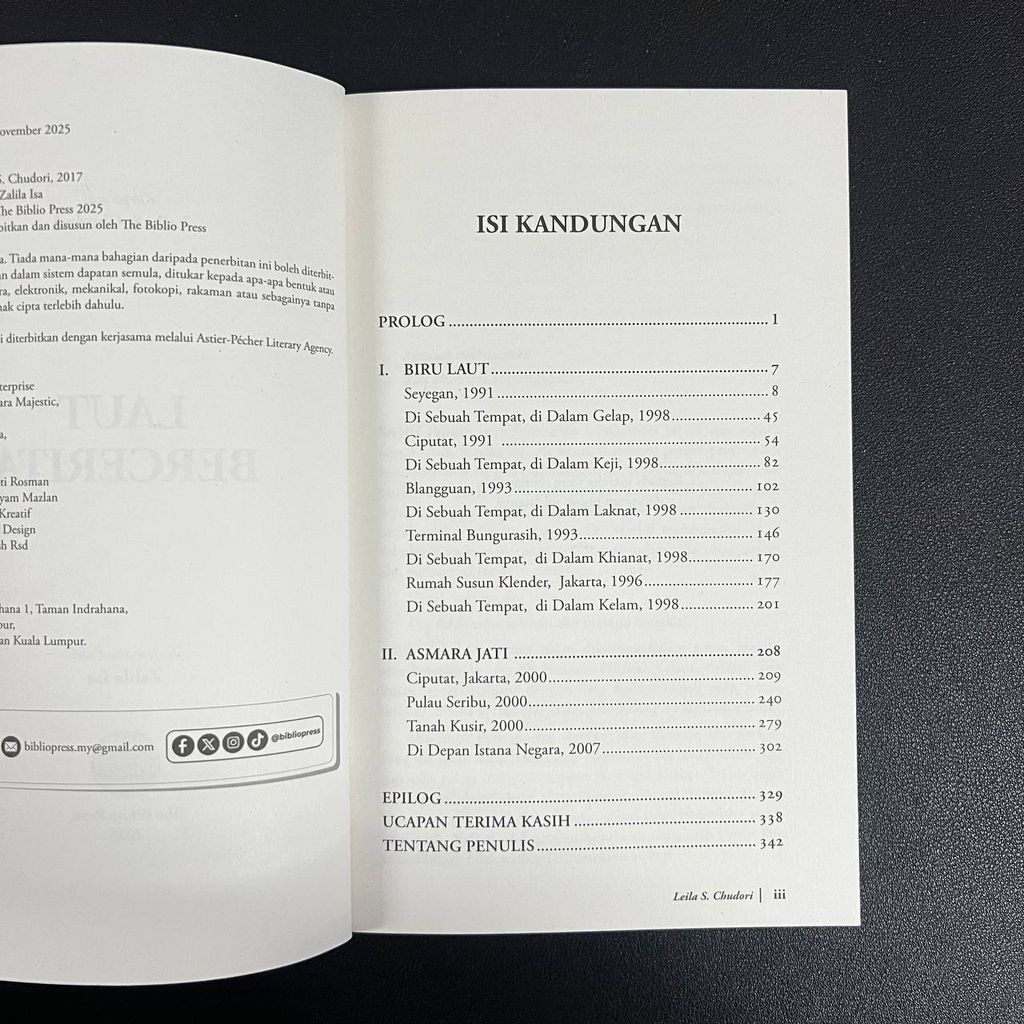 ovember 2025
S. Chudori, 2017
Zalila Isa
The Biblio Press 2025
bitkan dan disusun oleh The Biblio Press
a. Tiada mana-mana bahagian daripada penerbitan ini boleh diterbit-
n dalam sistem dapatan semula, ditukar kepada apa-apa bentuk atau
ra, elektronik, mekanikal, fotokopi, rakaman atau sebagainya tanpa
hak cipta terlebih dahulu.
i diterbitkan dengan kerjasama melalui Astier-Pécher Literary Agency.
terprise
ara Majestic,
a,
ti Rosman
yam Mazlan
Kreatif
Design
sh Rsd
hana 1, Taman Indrahana,
pur,
an Kuala Lumpur.
bibliopress.my@gmail.com @bibliopress
LAUT
BERCERITA
Zalila Isa
ISI KANDUNGAN
PROLOG ........ 1
I. BIRU LAUT ........ 7
Seyegan, 1991 ........ 8
Di Sebuah Tempat, di Dalam Gelap, 1998 ........ 45
Ciputat, 1991 ........ 54
Di Sebuah Tempat, di Dalam Keji, 1998 ........ 82
Blangguan, 1993 ........ 102
Di Sebuah Tempat, di Dalam Laknat, 1998 ........ 130
Terminal Bungurasih, 1993 ........ 146
Di Sebuah Tempat, di Dalam Khianat, 1998 ........ 170
Rumah Susun Klender, Jakarta, 1996 ........ 177
Di Sebuah Tempat, di Dalam Kelam, 1998 ........ 201
II. ASMARA JATI ........ 208
Ciputat, Jakarta, 2000 ........ 209
Pulau Seribu, 2000 ........ 240
Tanah Kusir, 2000 ........ 279
Di Depan Istana Negara, 2007 ........ 302
EPILOG ........ 329
UCAPAN TERIMA KASIH ........ 338
TENTANG PENULIS ........ 342
Leila S. Chudori | iii